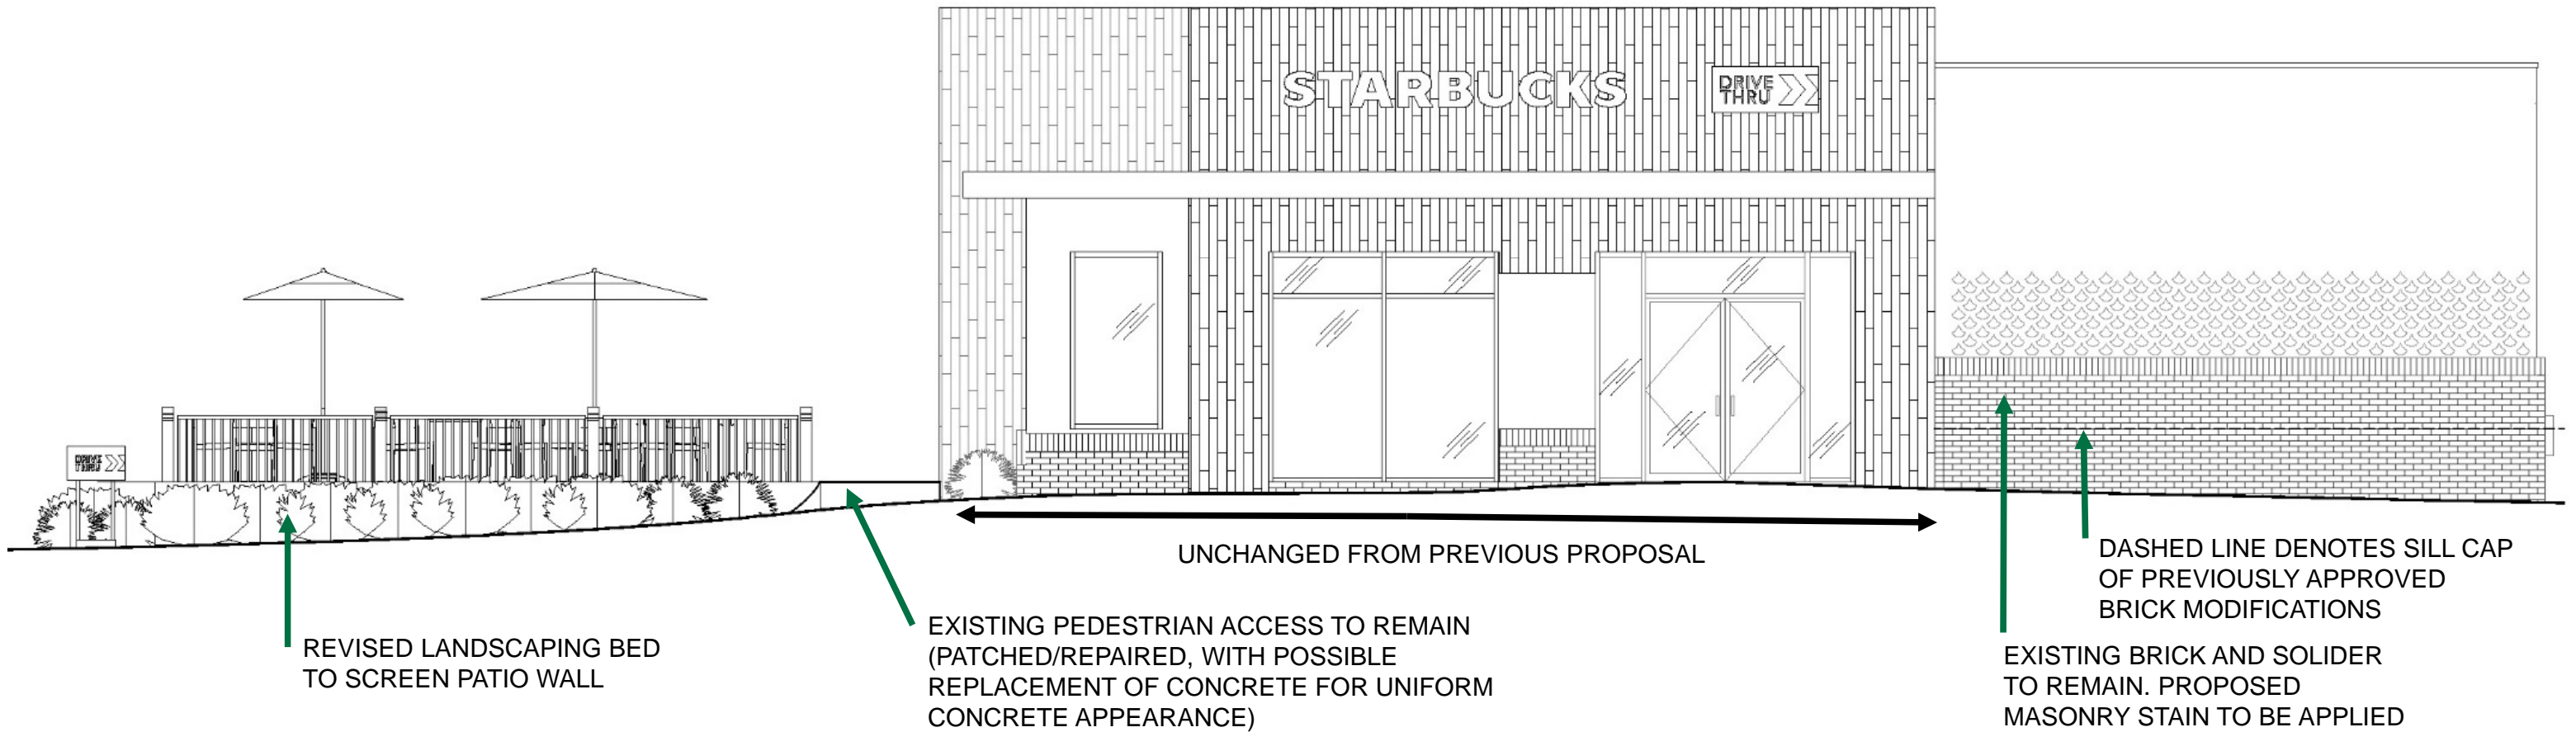 STARBUCKS
DRIVE
THRU
DRIVE
THRU
UNCHANGED FROM PREVIOUS PROPOSAL
DASHED LINE DENOTES SILL CAP
OF PREVIOUSLY APPROVED
BRICK MODIFICATIONS
REVISED LANDSCAPING BED
TO SCREEN PATIO WALL
EXISTING PEDESTRIAN ACCESS TO REMAIN
(PATCHED/REPAIRED, WITH POSSIBLE
REPLACEMENT OF CONCRETE FOR UNIFORM
CONCRETE APPEARANCE)
EXISTING BRICK AND SOLIDER
TO REMAIN. PROPOSED
MASONRY STAIN TO BE APPLIED